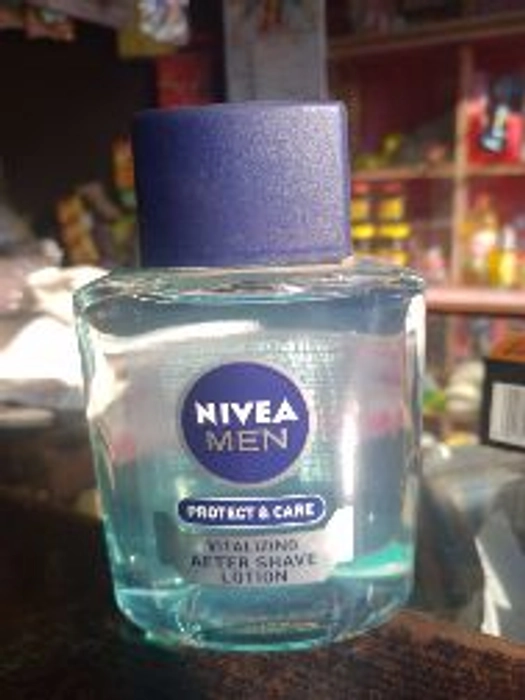 NIVEA
MEN
PROTECT & CARE
VITALIZING
AFTER SHAVE
LOTION